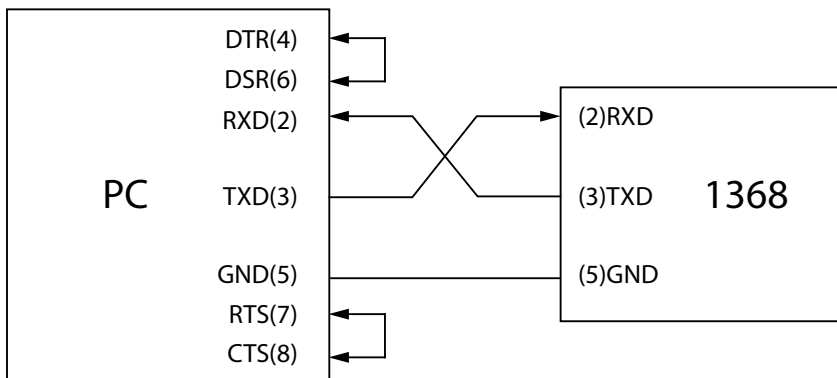 DTR(4)
DSR(6)
RXD(2)
(2)RXD
PC
TXD(3)
(3)TXD
1368
GND(5)
(5)GND
RTS(7)
CTS(8)